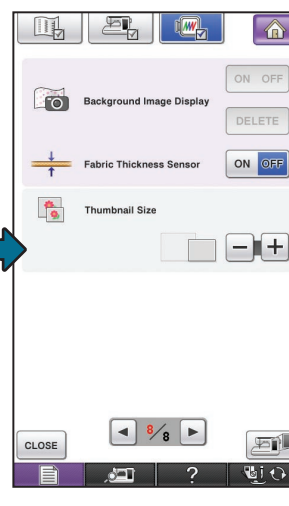 ON OFF
Background Image Display
DELETE
Fabric Thickness Sensor
ON OFF
Thumbnail Size
− +
8/8
CLOSE
?